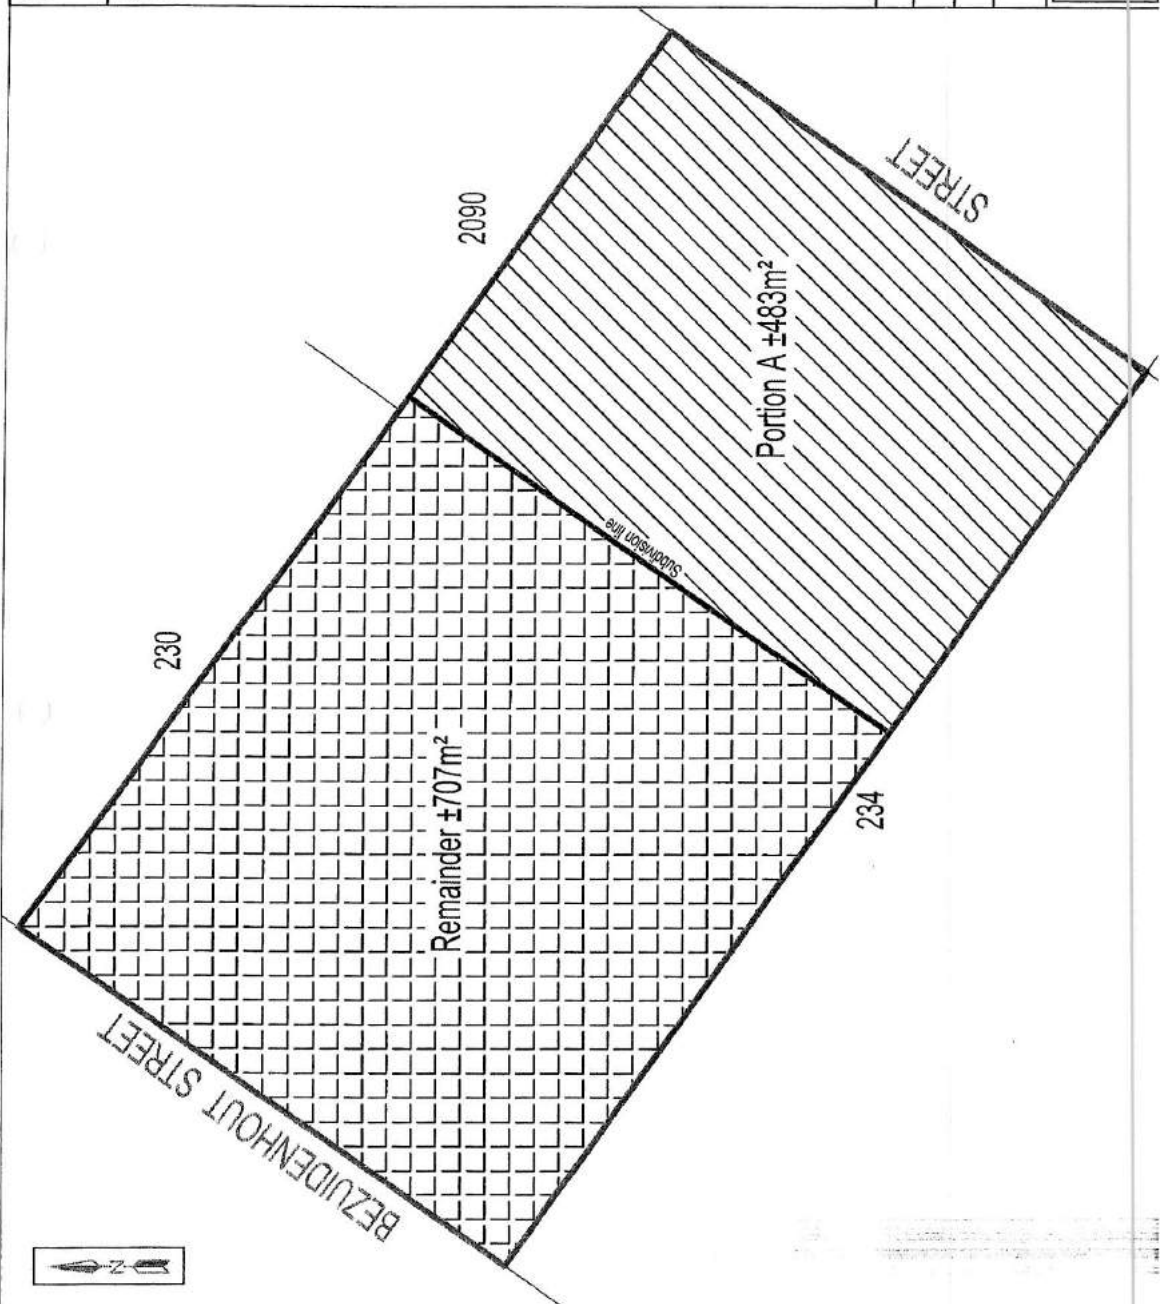 2090
STREET
Portion A ±483m²
Subdivision line
230
Remainder ±707m²
234
BEZUIDENHOUT STREET
N